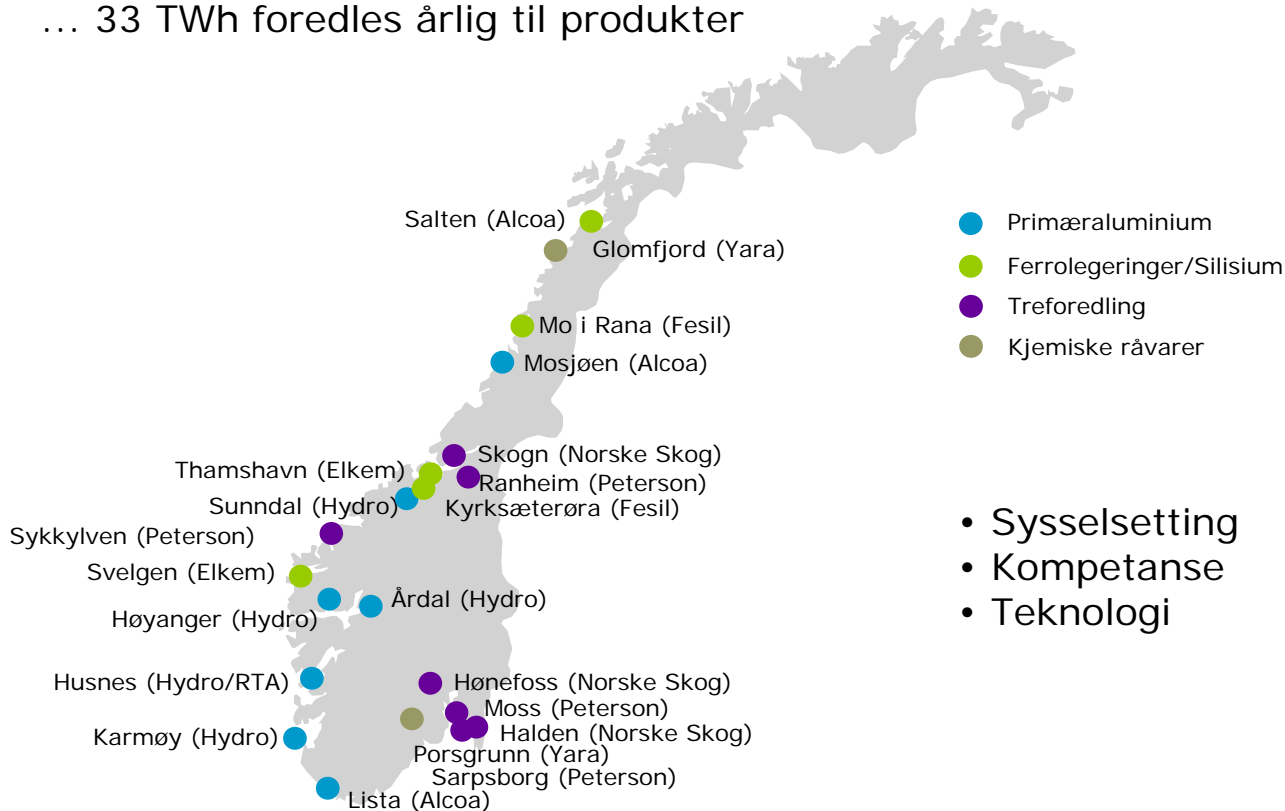 ... 33 TWh foredles årlig til produkter
Salten (Alcoa)
Glomfjord (Yara)
Primæraluminium
Ferrolegeringer/Silisium
Treforedling
Kjemiske råvarer
Mo i Rana (Fesil)
Mosjøen (Alcoa)
Skogn (Norske Skog)
Thamshavn (Elkem)
Ranheim (Peterson)
Sunndal (Hydro)
Kyrksæterøra (Fesil)
Sykkylven (Peterson)
Svelgen (Elkem)
Årdal (Hydro)
Høyanger (Hydro)
• Sysselsetting
• Kompetanse
• Teknologi
Husnes (Hydro/RTA)
Hønefoss (Norske Skog)
Moss (Peterson)
Karmøy (Hydro)
Halden (Norske Skog)
Porsgrunn (Yara)
Sarpsborg (Peterson)
Lista (Alcoa)